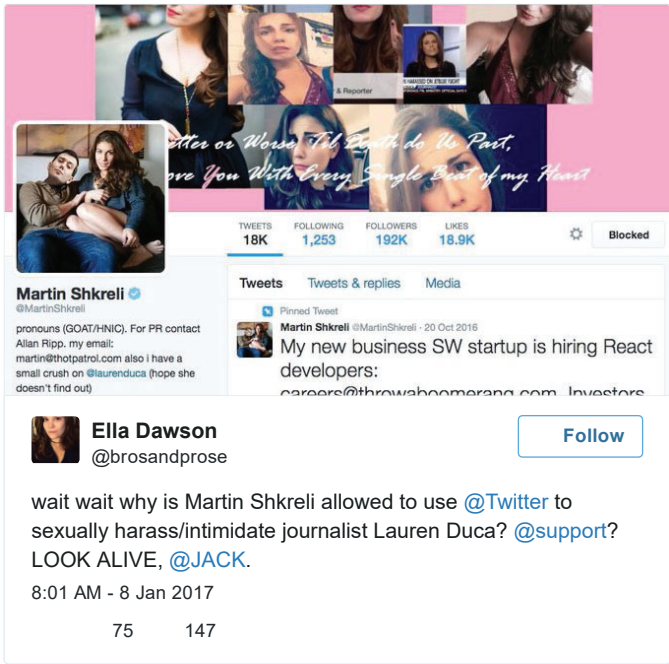 & Reporter
etter or Worse, Til Death do Us Part,
ove You With Every Single Beat of my Heart
TWEETS FOLLOWING FOLLOWERS LIKES
18K 1,253 192K 18.9K
Blocked
Tweets Tweets & replies Media
Martin Shkreli
@MartinShkreli
pronouns (GOAT/HNIC). For PR contact
Allan Ripp. my email:
martin@thotpatrol.com also i have a
small crush on @laurenduca (hope she
doesn't find out)
Pinned Tweet
Martin Shkreli @MartinShkreli · 20 Oct 2016
My new business SW startup is hiring React
developers:
careers@throwaboomerang.com. Investors
Ella Dawson
@brosandprose
Follow
wait wait why is Martin Shkreli allowed to use @Twitter to
sexually harass/intimidate journalist Lauren Duca? @support?
LOOK ALIVE, @JACK.
8:01 AM - 8 Jan 2017
75 147